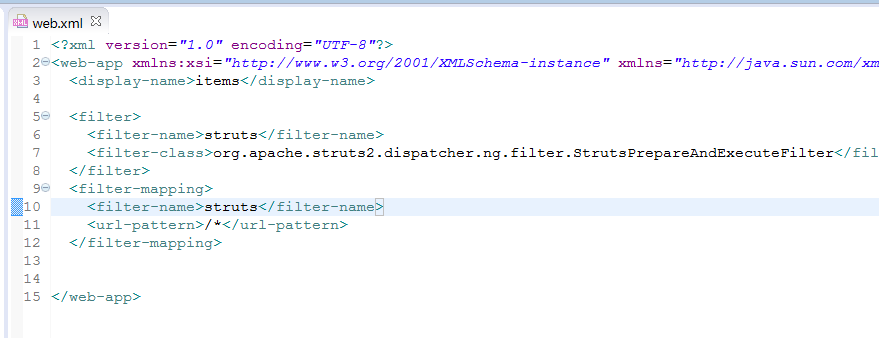 web.xml
1 <?xml version="1.0" encoding="UTF-8"?>
2 <web-app xmlns:xsi="http://www.w3.org/2001/XMLSchema-instance" xmlns="http://java.sun.com/xm
3 <display-name>items</display-name>
4
5 <filter>
6 <filter-name>struts</filter-name>
7 <filter-class>org.apache.struts2.dispatcher.ng.filter.StrutsPrepareAndExecuteFilter</fil
8 </filter>
9 <filter-mapping>
10 <filter-name>struts</filter-name>
11 <url-pattern>/*</url-pattern>
12 </filter-mapping>
13
14
15 </web-app>